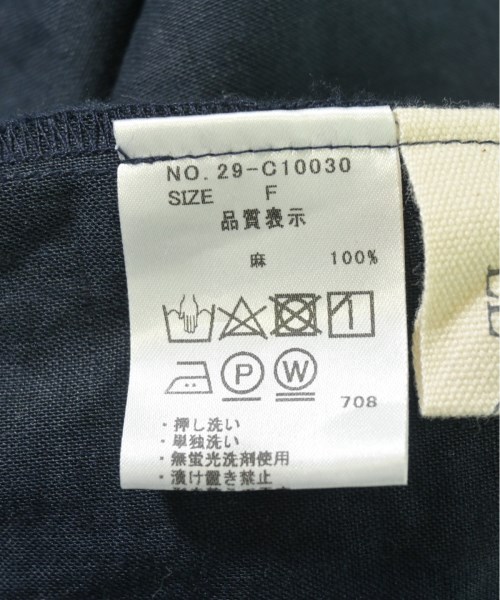 NO.29-C10030
SIZE F
品質表示
麻 100%
P W
708
・押し洗い
・単独洗い
・無蛍光洗剤使用
・漬け置き禁止